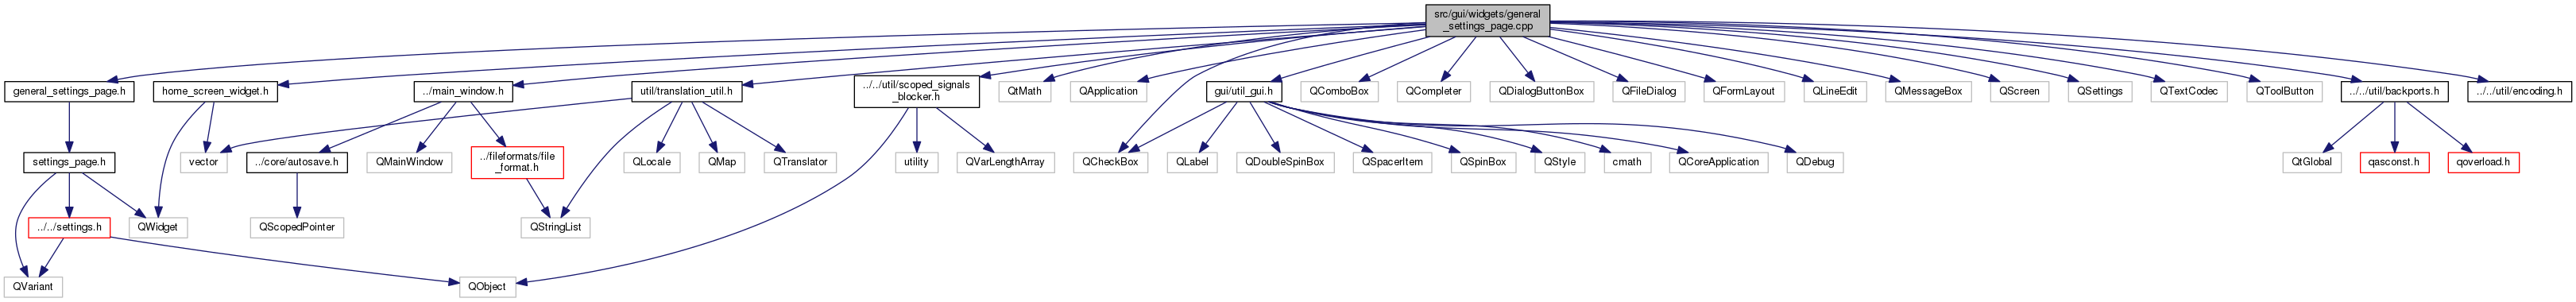 src/gui/widgets/general
_settings_page.cpp
general_settings_page.h
home_screen_widget.h
../main_window.h
util/translation_util.h
../../util/scoped_signals
_blocker.h
QtMath
QApplication
gui/util_gui.h
QComboBox
QCompleter
QDialogButtonBox
QFileDialog
QFormLayout
QLineEdit
QMessageBox
QScreen
QSettings
QTextCodec
QToolButton
../../util/backports.h
../../util/encoding.h
settings_page.h
vector
../core/autosave.h
QMainWindow
../fileformats/file
_format.h
QLocale
QMap
QTranslator
utility
QVarLengthArray
QCheckBox
QLabel
QDoubleSpinBox
QSpacerItem
QSpinBox
QStyle
cmath
QCoreApplication
QDebug
QtGlobal
qasconst.h
qoverload.h
../../settings.h
QWidget
QScopedPointer
QStringList
QVariant
QObject